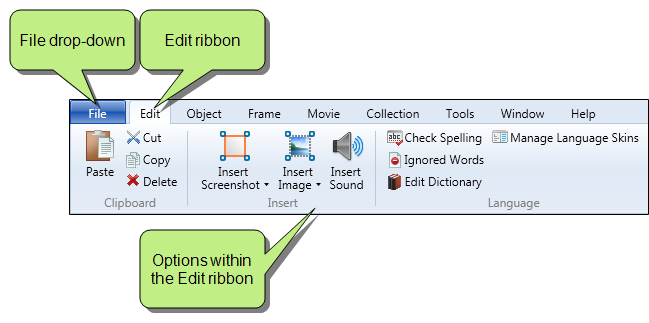 File drop-down
Edit ribbon
File Edit Object Frame Movie Collection Tools Window Help
Paste
Cut
Copy
Delete
Clipboard
Insert
Screenshot
Insert
Image
Insert
Sound
Insert
abc
Check Spelling
Ignored Words
Edit Dictionary
Manage Language Skins
Language
Options within
the Edit ribbon